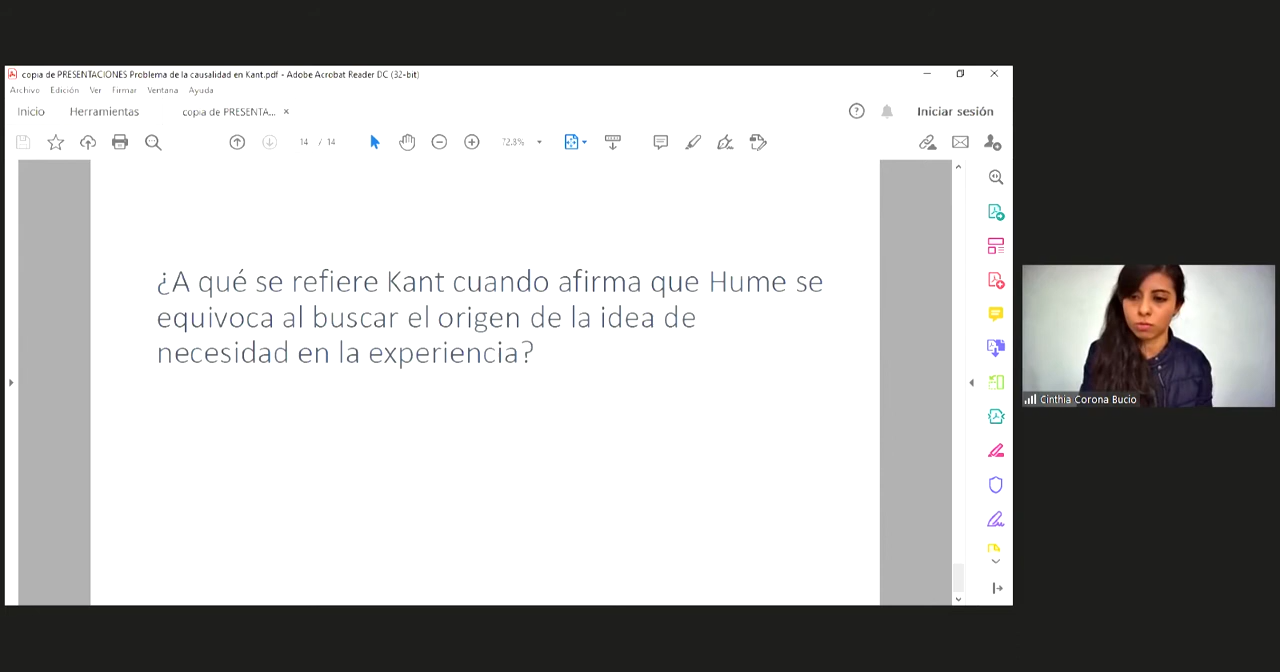 copia de PRESENTACIONES Problema de la causalidad en Kant.pdf - Adobe Acrobat Reader DC (32-bit)
Archivo Edición Ver Firmar Ventana Ayuda
Inicio Herramientas copia de PRESENTA... × Iniciar sesión
14 / 14 72.8%
¿A qué se refiere Kant cuando afirma que Hume se
equivoca al buscar el origen de la idea de
necesidad en la experiencia?
Cinthia Corona Bucio